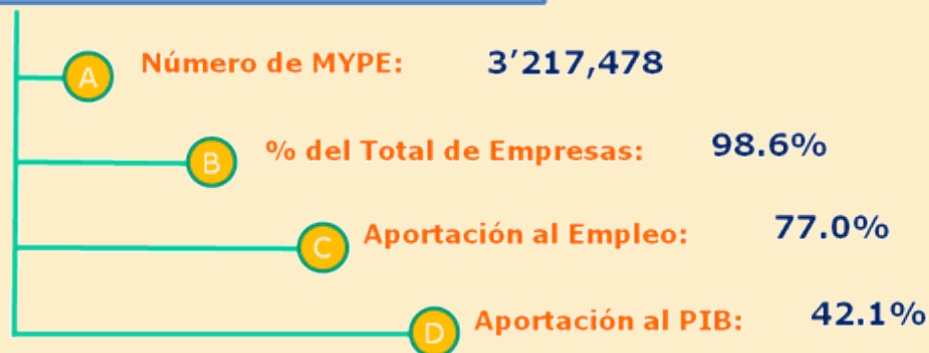 A Número de MYPE: 3’217,478
B % del Total de Empresas: 98.6%
C Aportación al Empleo: 77.0%
D Aportación al PIB: 42.1%